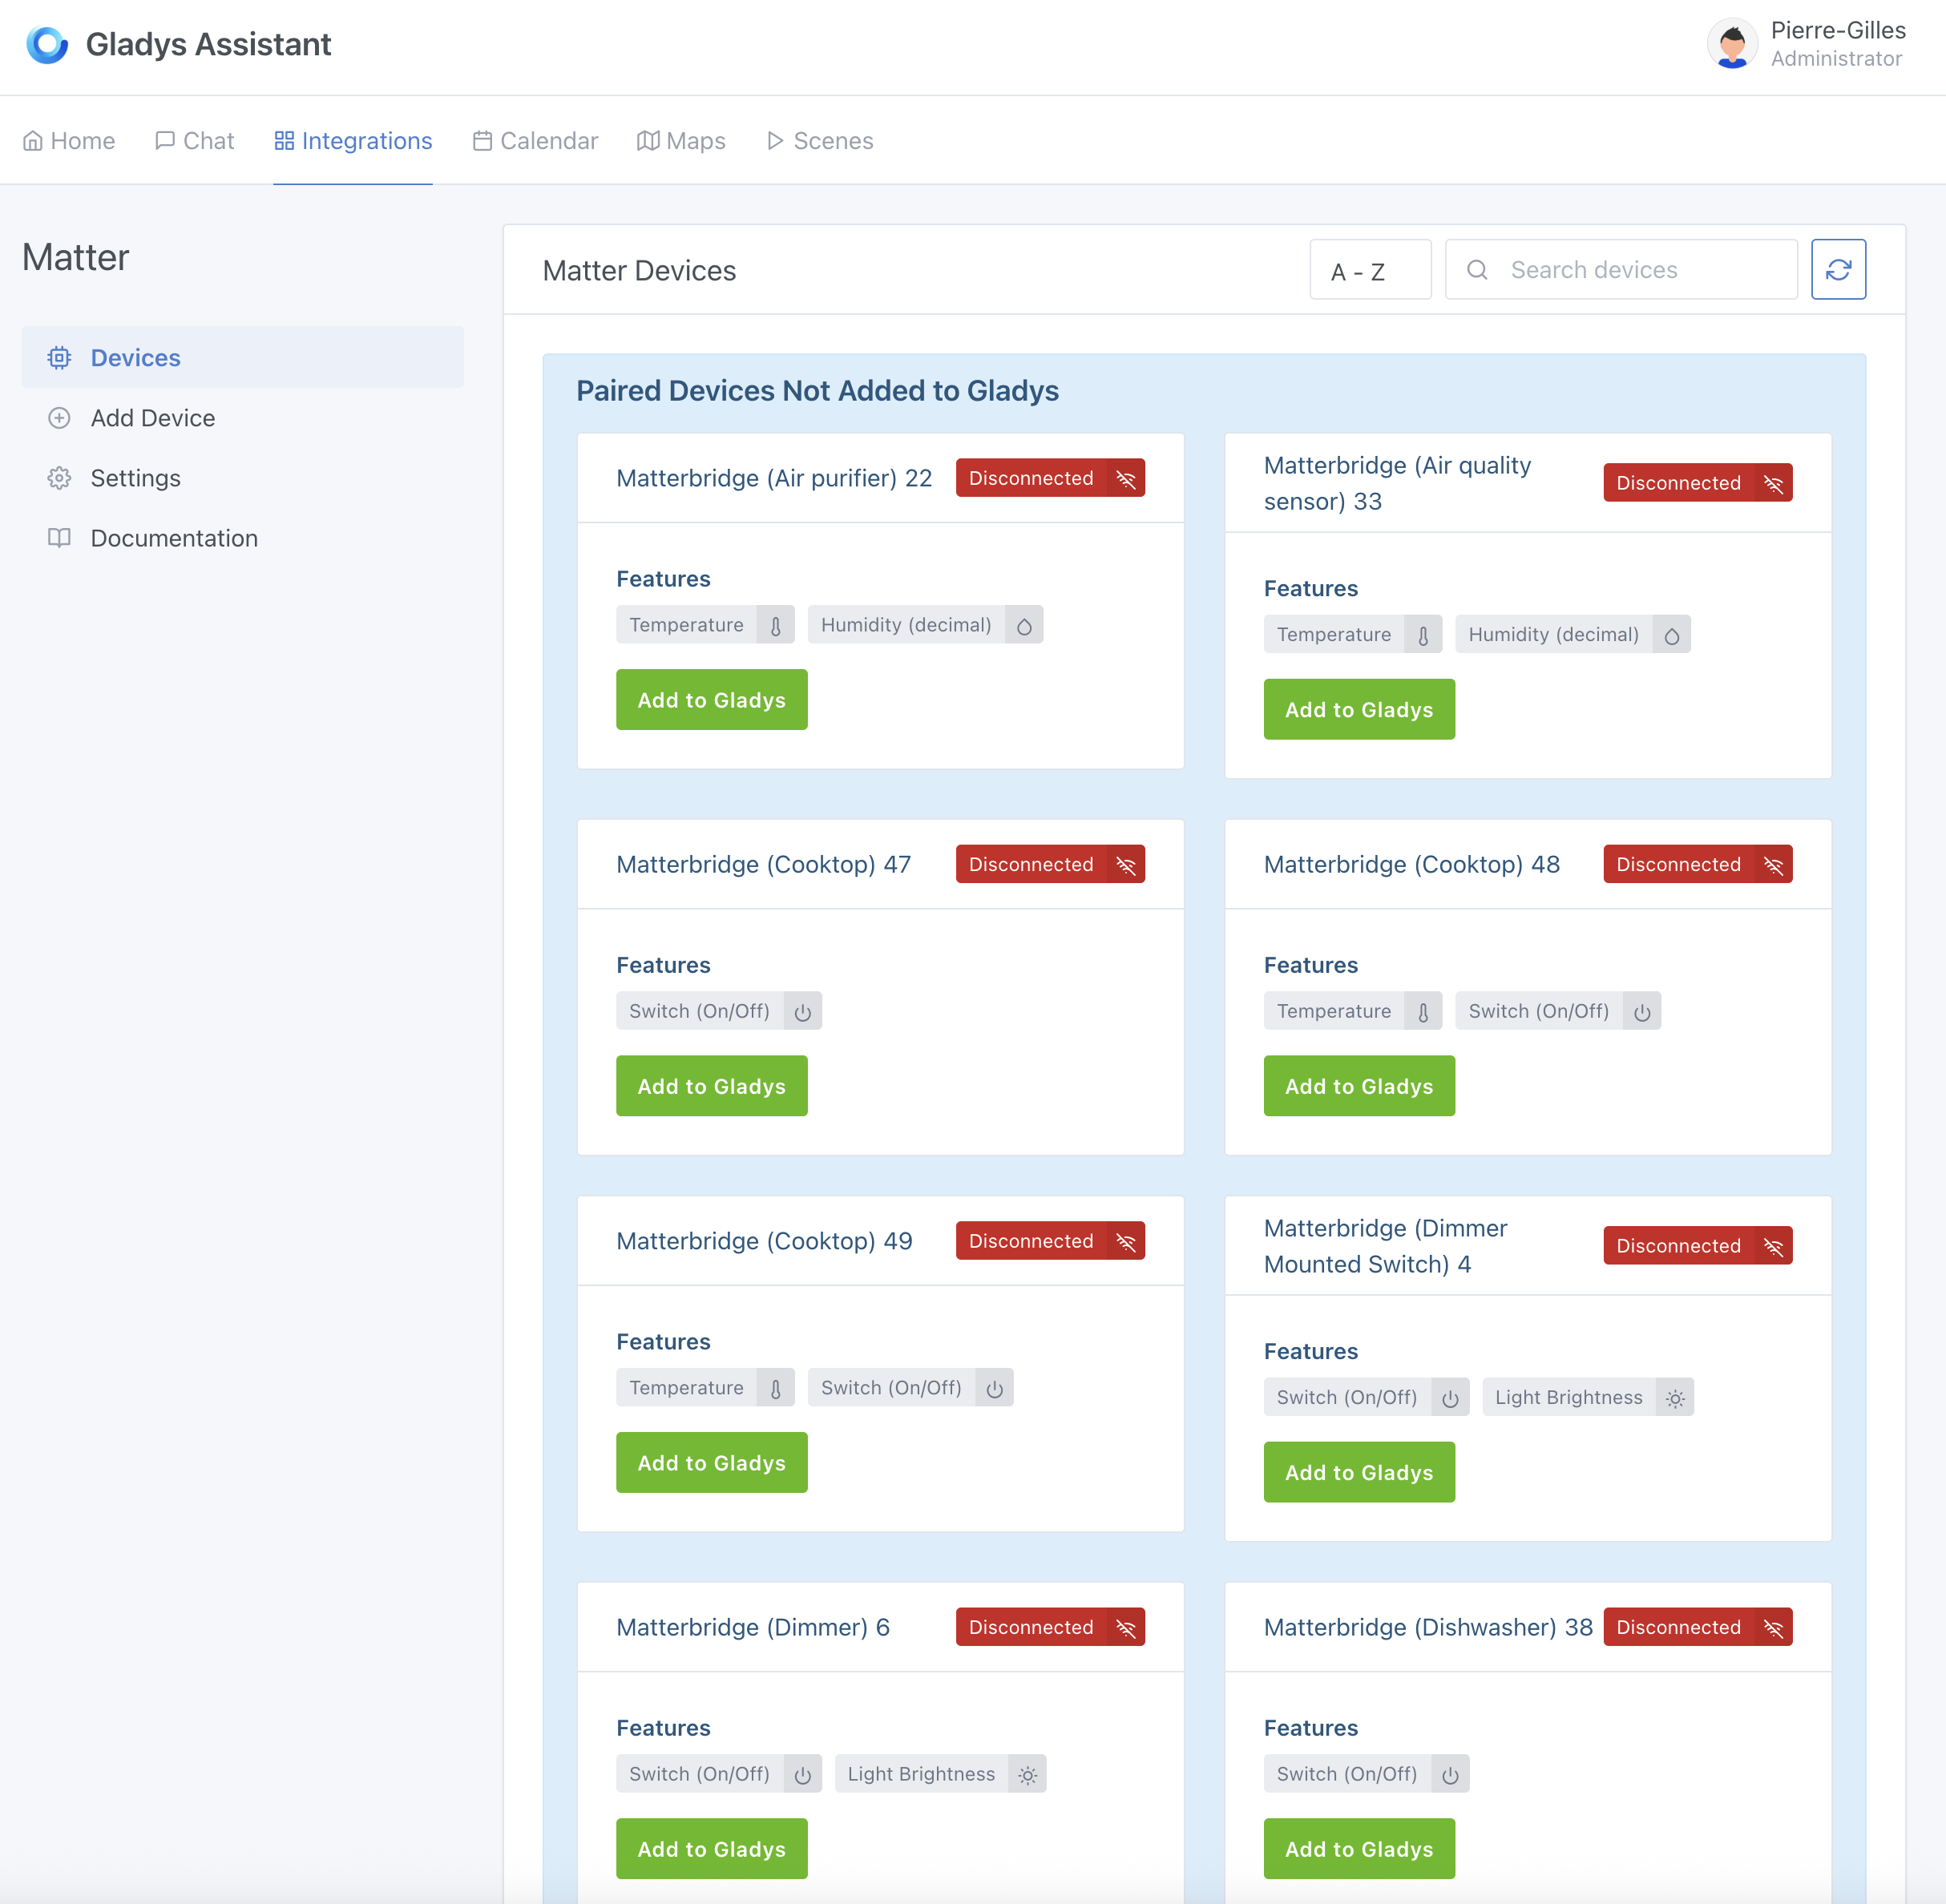 Gladys Assistant
Pierre-Gilles
Administrator
Home
Chat
Integrations
Calendar
Maps
Scenes
Matter
Devices
Add Device
Settings
Documentation
Matter Devices
A - Z
Search devices
Paired Devices Not Added to Gladys
Matterbridge (Air purifier) 22
Disconnected
Features
Temperature
Humidity (decimal)
Add to Gladys
Matterbridge (Air quality
sensor) 33
Disconnected
Features
Temperature
Humidity (decimal)
Add to Gladys
Matterbridge (Cooktop) 47
Disconnected
Features
Switch (On/Off)
Add to Gladys
Matterbridge (Cooktop) 48
Disconnected
Features
Temperature
Switch (On/Off)
Add to Gladys
Matterbridge (Cooktop) 49
Disconnected
Features
Temperature
Switch (On/Off)
Add to Gladys
Matterbridge (Dimmer
Mounted Switch) 4
Disconnected
Features
Switch (On/Off)
Light Brightness
Add to Gladys
Matterbridge (Dimmer) 6
Disconnected
Features
Switch (On/Off)
Light Brightness
Add to Gladys
Matterbridge (Dishwasher) 38
Disconnected
Features
Switch (On/Off)
Add to Gladys